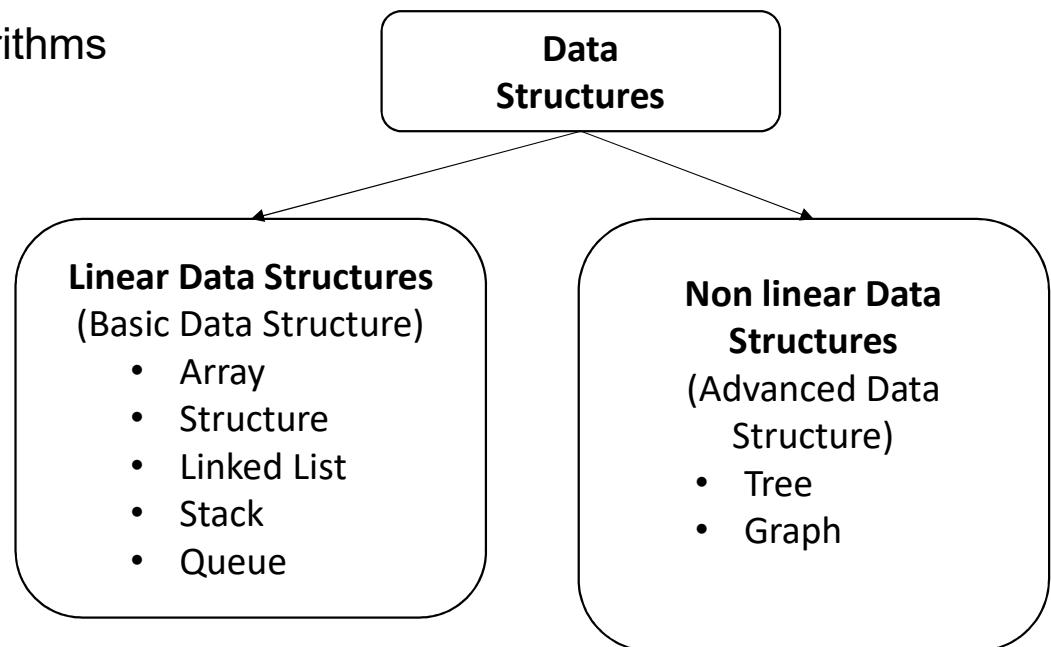 rithms
Data
Structures
Linear Data Structures
(Basic Data Structure)
• Array
• Structure
• Linked List
• Stack
• Queue
Non linear Data
Structures
(Advanced Data
Structure)
• Tree
• Graph